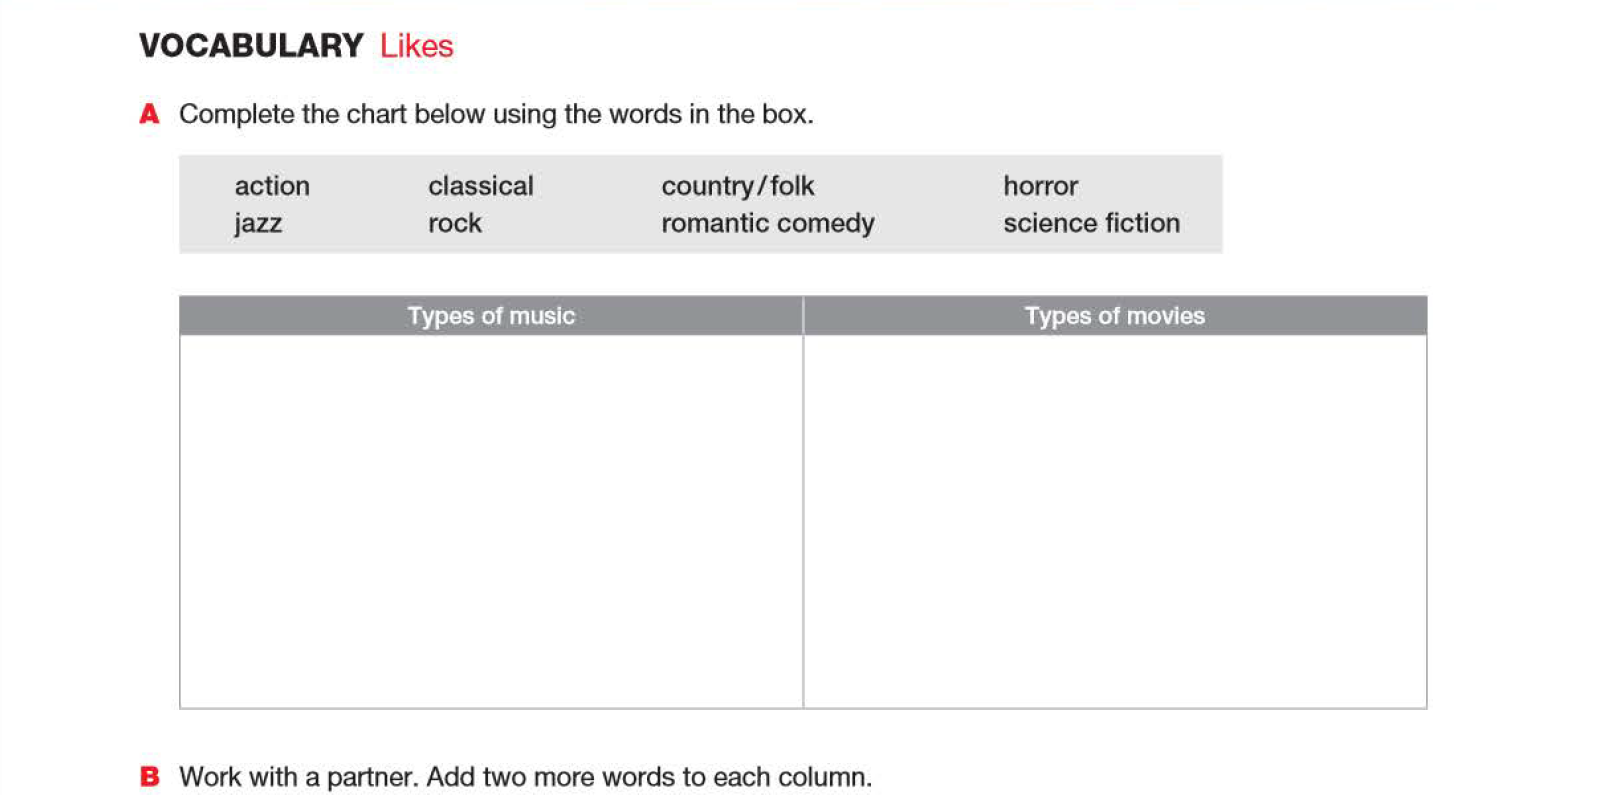 VOCABULARY Likes
A Complete the chart below using the words in the box.
action classical country/folk horror
jazz rock romantic comedy science fiction
Types of music Types of movies
B Work with a partner. Add two more words to each column.